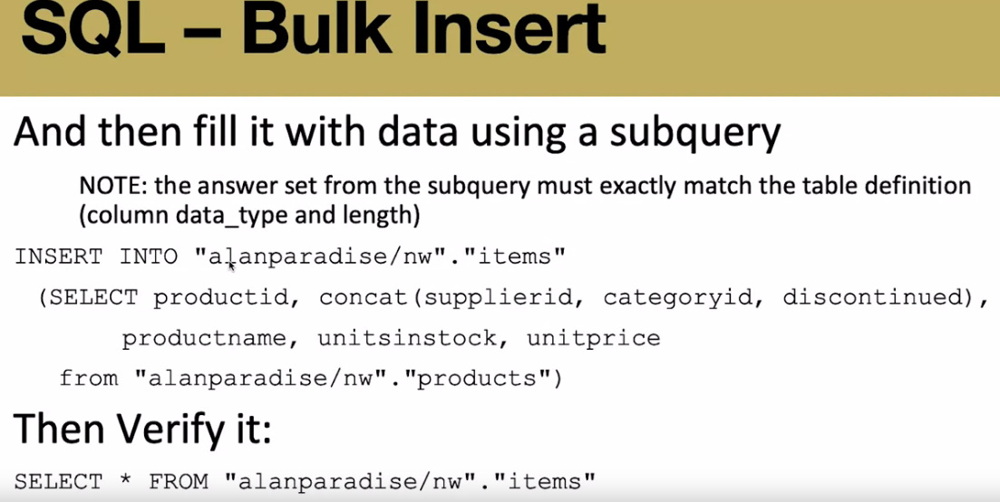 SQL – Bulk Insert
And then fill it with data using a subquery
NOTE: the answer set from the subquery must exactly match the table definition
(column data_type and length)
INSERT INTO "alanparadise/nw"."items"
(SELECT productid, concat(supplierid, categoryid, discontinued),
productname, unitsinstock, unitprice
from "alanparadise/nw"."products")
Then Verify it:
SELECT * FROM "alanparadise/nw"."items"